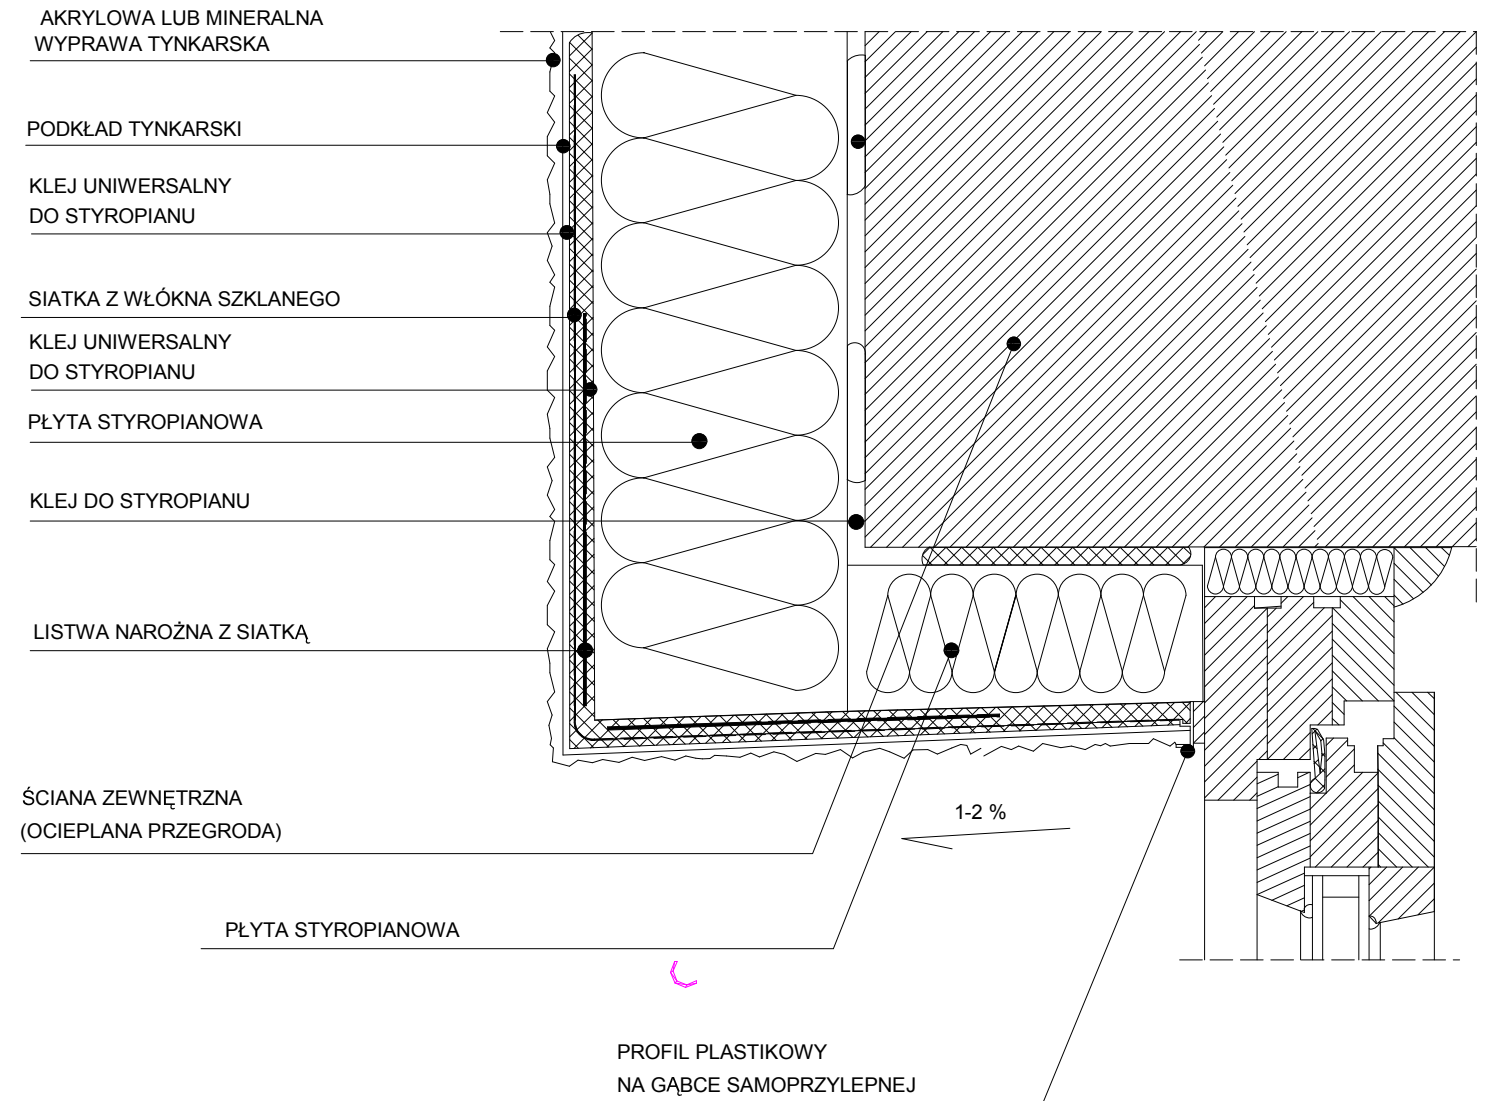 AKRYLOWA LUB MINERALNA
WYPRAWA TYNKARSKA
PODKŁAD TYNKARSKI
KLEJ UNIWERSALNY
DO STYROPIANU
SIATKA Z WŁÓKNA SZKLANEGO
KLEJ UNIWERSALNY
DO STYROPIANU
PŁYTA STYROPIANOWA
KLEJ DO STYROPIANU
LISTWA NAROŻNA Z SIATKĄ
ŚCIANA ZEWNĘTRZNA
(OCIEPLANA PRZEGRODA)
1-2 %
PŁYTA STYROPIANOWA
PROFIL PLASTIKOWY
NA GĄBCE SAMOPRZYLEPNEJ